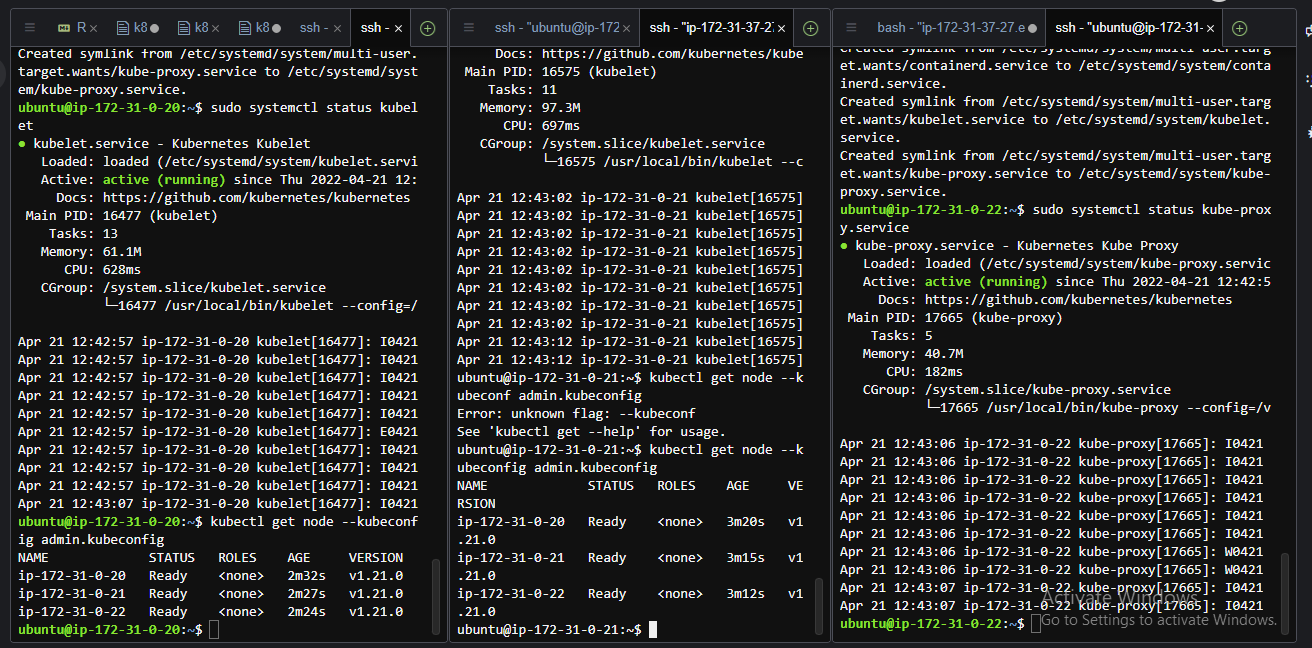 R ×
k8 ●
k8 ×
k8 ●
ssh - ×
ssh - ×
Created symlink from /etc/systemd/system/multi-user.
target.wants/kube-proxy.service to /etc/systemd/syst
em/kube-proxy.service.
ubuntu@ip-172-31-0-20:~$ sudo systemctl status kubel
et
● kubelet.service - Kubernetes Kubelet
Loaded: loaded (/etc/systemd/system/kubelet.servi
Active: active (running) since Thu 2022-04-21 12:
Docs: https://github.com/kubernetes/kubernetes
Main PID: 16477 (kubelet)
Tasks: 13
Memory: 61.1M
CPU: 628ms
CGroup: /system.slice/kubelet.service
└─16477 /usr/local/bin/kubelet --config=/
Apr 21 12:42:57 ip-172-31-0-20 kubelet[16477]: I0421
Apr 21 12:42:57 ip-172-31-0-20 kubelet[16477]: I0421
Apr 21 12:42:57 ip-172-31-0-20 kubelet[16477]: I0421
Apr 21 12:42:57 ip-172-31-0-20 kubelet[16477]: I0421
Apr 21 12:42:57 ip-172-31-0-20 kubelet[16477]: I0421
Apr 21 12:42:57 ip-172-31-0-20 kubelet[16477]: E0421
Apr 21 12:42:57 ip-172-31-0-20 kubelet[16477]: I0421
Apr 21 12:42:57 ip-172-31-0-20 kubelet[16477]: I0421
Apr 21 12:42:57 ip-172-31-0-20 kubelet[16477]: I0421
Apr 21 12:43:07 ip-172-31-0-20 kubelet[16477]: I0421
ubuntu@ip-172-31-0-20:~$ kubectl get node --kubeconf
ig admin.kubeconfig
NAME STATUS ROLES AGE VERSION
ip-172-31-0-20 Ready <none> 2m32s v1.21.0
ip-172-31-0-21 Ready <none> 2m27s v1.21.0
ip-172-31-0-22 Ready <none> 2m24s v1.21.0
ubuntu@ip-172-31-0-20:~$
ssh - "ubuntu@ip-172 ×
ssh - "ip-172-31-37-2 ×
Docs: https://github.com/kubernetes/kube
Main PID: 16575 (kubelet)
Tasks: 11
Memory: 97.3M
CPU: 697ms
CGroup: /system.slice/kubelet.service
└─16575 /usr/local/bin/kubelet --c
Apr 21 12:43:02 ip-172-31-0-21 kubelet[16575]
Apr 21 12:43:02 ip-172-31-0-21 kubelet[16575]
Apr 21 12:43:02 ip-172-31-0-21 kubelet[16575]
Apr 21 12:43:02 ip-172-31-0-21 kubelet[16575]
Apr 21 12:43:02 ip-172-31-0-21 kubelet[16575]
Apr 21 12:43:02 ip-172-31-0-21 kubelet[16575]
Apr 21 12:43:02 ip-172-31-0-21 kubelet[16575]
Apr 21 12:43:02 ip-172-31-0-21 kubelet[16575]
Apr 21 12:43:12 ip-172-31-0-21 kubelet[16575]
Apr 21 12:43:12 ip-172-31-0-21 kubelet[16575]
ubuntu@ip-172-31-0-21:~$ kubectl get node --k
ubeconf admin.kubeconfig
Error: unknown flag: --kubeconf
See 'kubectl get --help' for usage.
ubuntu@ip-172-31-0-21:~$ kubectl get node --k
ubeconfig admin.kubeconfig
NAME STATUS ROLES AGE VE
RSION
ip-172-31-0-20 Ready <none> 3m20s v1
.21.0
ip-172-31-0-21 Ready <none> 3m15s v1
.21.0
ip-172-31-0-22 Ready <none> 3m12s v1
.21.0
ubuntu@ip-172-31-0-21:~$
bash - "ip-172-31-37-27.e ●
ssh - "ubuntu@ip-172-31- ×
Created symlink from /etc/systemd/system/multi-user.targ
et.wants/containerd.service to /etc/systemd/system/conta
inerd.service.
Created symlink from /etc/systemd/system/multi-user.targ
et.wants/kubelet.service to /etc/systemd/system/kubelet.
service.
Created symlink from /etc/systemd/system/multi-user.targ
et.wants/kube-proxy.service to /etc/systemd/system/kube-
proxy.service.
ubuntu@ip-172-31-0-22:~$ sudo systemctl status kube-prox
y.service
● kube-proxy.service - Kubernetes Kube Proxy
Loaded: loaded (/etc/systemd/system/kube-proxy.servic
Active: active (running) since Thu 2022-04-21 12:42:5
Docs: https://github.com/kubernetes/kubernetes
Main PID: 17665 (kube-proxy)
Tasks: 5
Memory: 40.7M
CPU: 182ms
CGroup: /system.slice/kube-proxy.service
└─17665 /usr/local/bin/kube-proxy --config=/v
Apr 21 12:43:06 ip-172-31-0-22 kube-proxy[17665]: I0421
Apr 21 12:43:06 ip-172-31-0-22 kube-proxy[17665]: I0421
Apr 21 12:43:06 ip-172-31-0-22 kube-proxy[17665]: I0421
Apr 21 12:43:06 ip-172-31-0-22 kube-proxy[17665]: I0421
Apr 21 12:43:06 ip-172-31-0-22 kube-proxy[17665]: I0421
Apr 21 12:43:06 ip-172-31-0-22 kube-proxy[17665]: I0421
Apr 21 12:43:06 ip-172-31-0-22 kube-proxy[17665]: W0421
Apr 21 12:43:06 ip-172-31-0-22 kube-proxy[17665]: W0421
Apr 21 12:43:07 ip-172-31-0-22 kube-proxy[17665]: I0421
Apr 21 12:43:07 ip-172-31-0-22 kube-proxy[17665]: I0421
ubuntu@ip-172-31-0-22:~$
Activate Windows
Go to Settings to activate Windows.